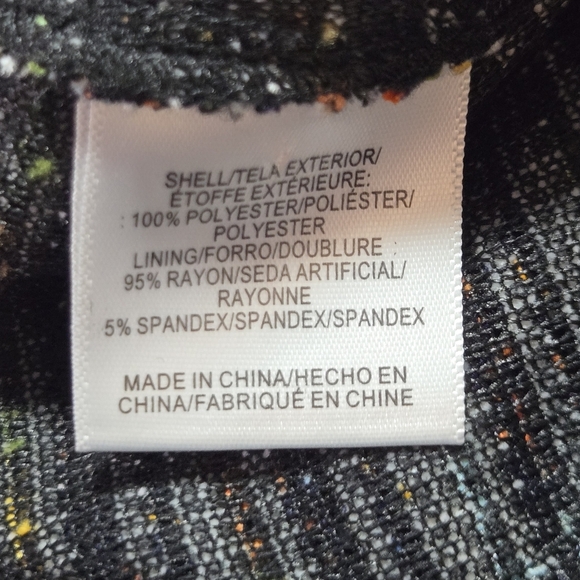 SHELL/TELA EXTERIOR/
ÉTOFFE EXTÉRIEURE:
: 100% POLYESTER/POLIÉSTER/
POLYESTER
LINING/FORRO/DOUBLURE :
95% RAYON/SEDA ARTIFICIAL/
RAYONNE
5% SPANDEX/SPANDEX/SPANDEX
MADE IN CHINA/HECHO EN
CHINA/FABRIQUÉ EN CHINE